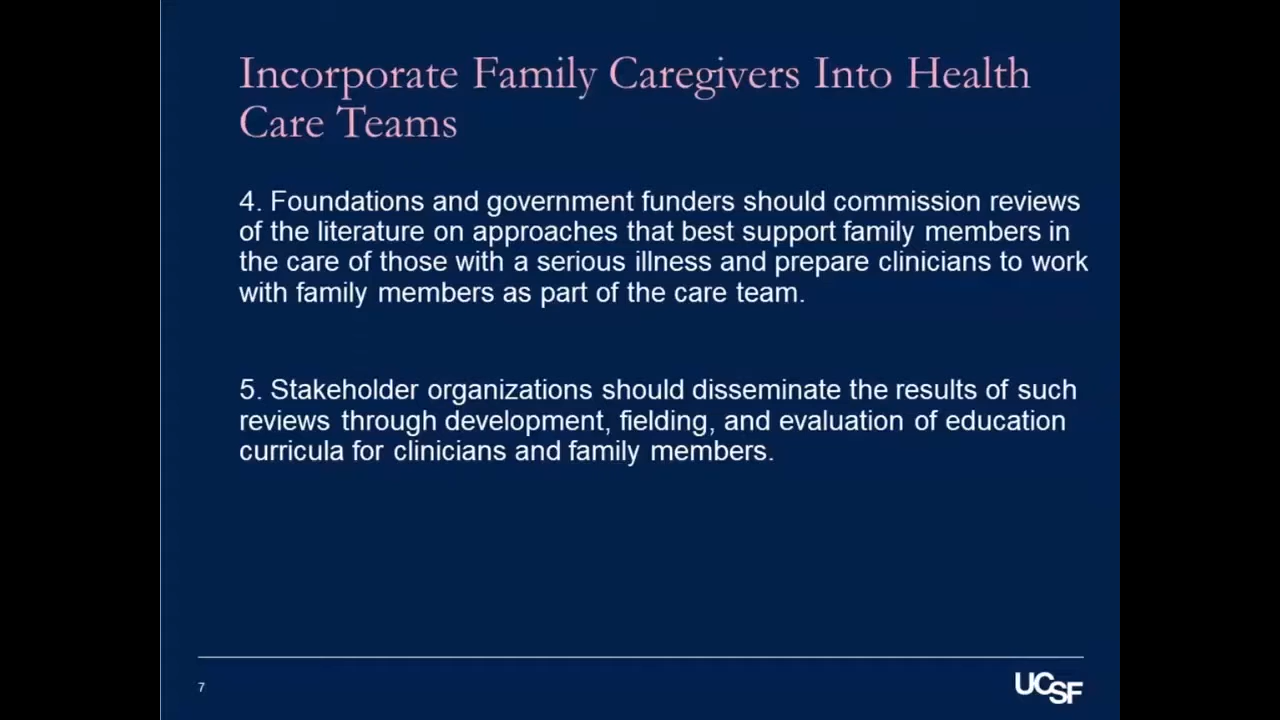 Incorporate Family Caregivers Into Health
Care Teams
4. Foundations and government funders should commission reviews
of the literature on approaches that best support family members in
the care of those with a serious illness and prepare clinicians to work
with family members as part of the care team.
5. Stakeholder organizations should disseminate the results of such
reviews through development, fielding, and evaluation of education
curricula for clinicians and family members.
7
UCSF